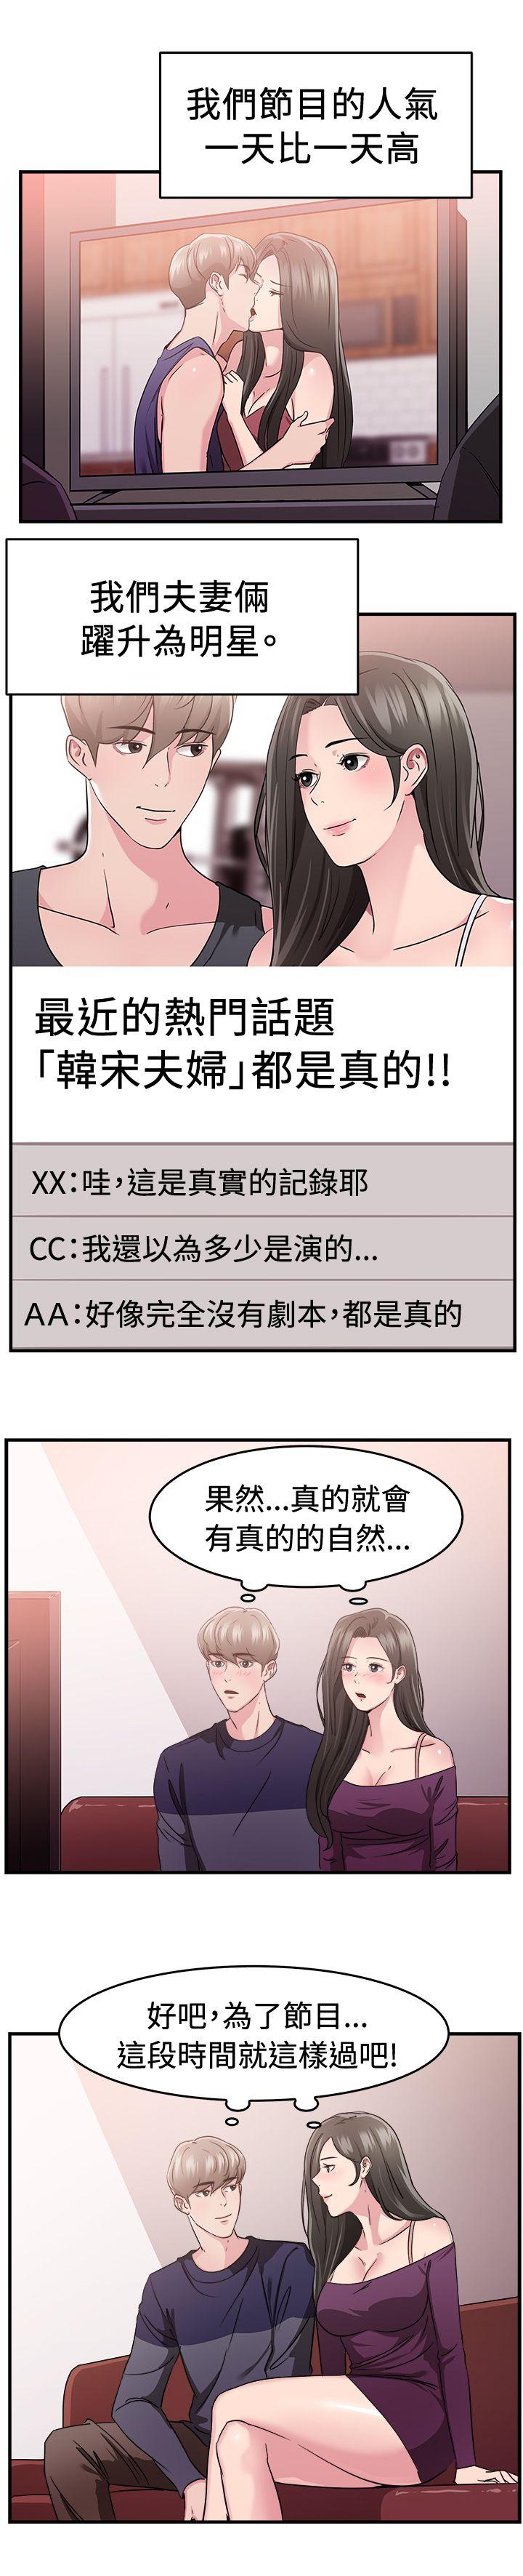 我們節目的人氣
一天比一天高
我們夫妻倆
躍升為明星。
最近的熱門話題
「韓宋夫婦」都是真的!!
XX:哇,這是真實的記錄耶
CC:我還以為多少是演的...
AA:好像完全沒有劇本,都是真的
果然...真的就會
有真的的自然...
好吧,為了節目...
這段時間就這樣過吧!